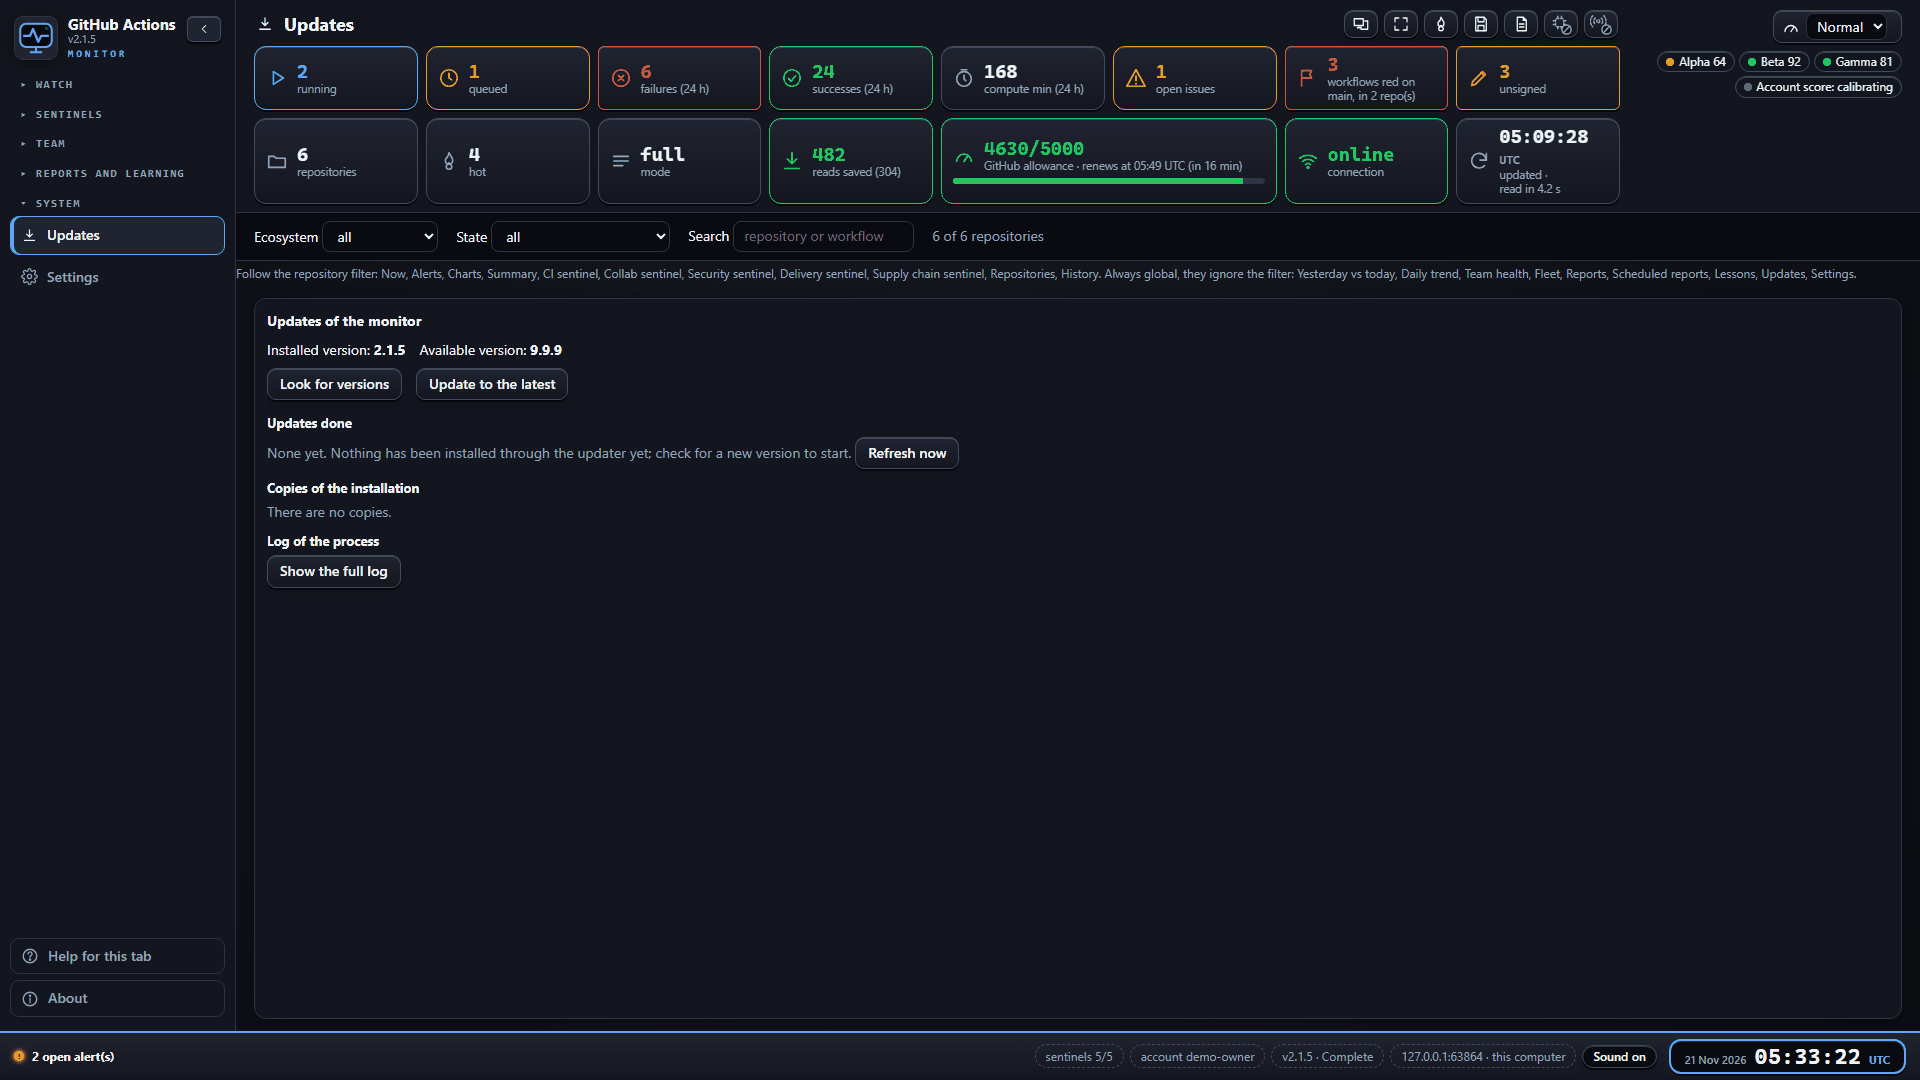 GitHub Actions
v2.1.5
MONITOR
WATCH
SENTINELS
TEAM
REPORTS AND LEARNING
SYSTEM
Updates
Settings
Help for this tab
About
Updates
Normal
2
running
1
queued
6
failures (24 h)
24
successes (24 h)
168
compute min (24 h)
1
open issues
3
workflows red on
main, in 2 repo(s)
3
unsigned
Alpha 64
Beta 92
Gamma 81
Account score: calibrating
6
repositories
4
hot
full
mode
482
reads saved (304)
4630/5000
GitHub allowance · renews at 05:49 UTC (in 16 min)
online
connection
05:09:28
UTC
updated ·
read in 4.2 s
Ecosystem all State all Search repository or workflow 6 of 6 repositories
Follow the repository filter: Now, Alerts, Charts, Summary, CI sentinel, Collab sentinel, Security sentinel, Delivery sentinel, Supply chain sentinel, Repositories, History. Always global, they ignore the filter: Yesterday vs today, Daily trend, Team health, Fleet, Reports, Scheduled reports, Lessons, Updates, Settings.
Updates of the monitor
Installed version: 2.1.5 Available version: 9.9.9
Look for versions Update to the latest
Updates done
None yet. Nothing has been installed through the updater yet; check for a new version to start. Refresh now
Copies of the installation
There are no copies.
Log of the process
Show the full log
2 open alert(s)
sentinels 5/5
account demo-owner
v2.1.5 · Complete
127.0.0.1:63864 · this computer
Sound on
21 Nov 2026 05:33:22 UTC